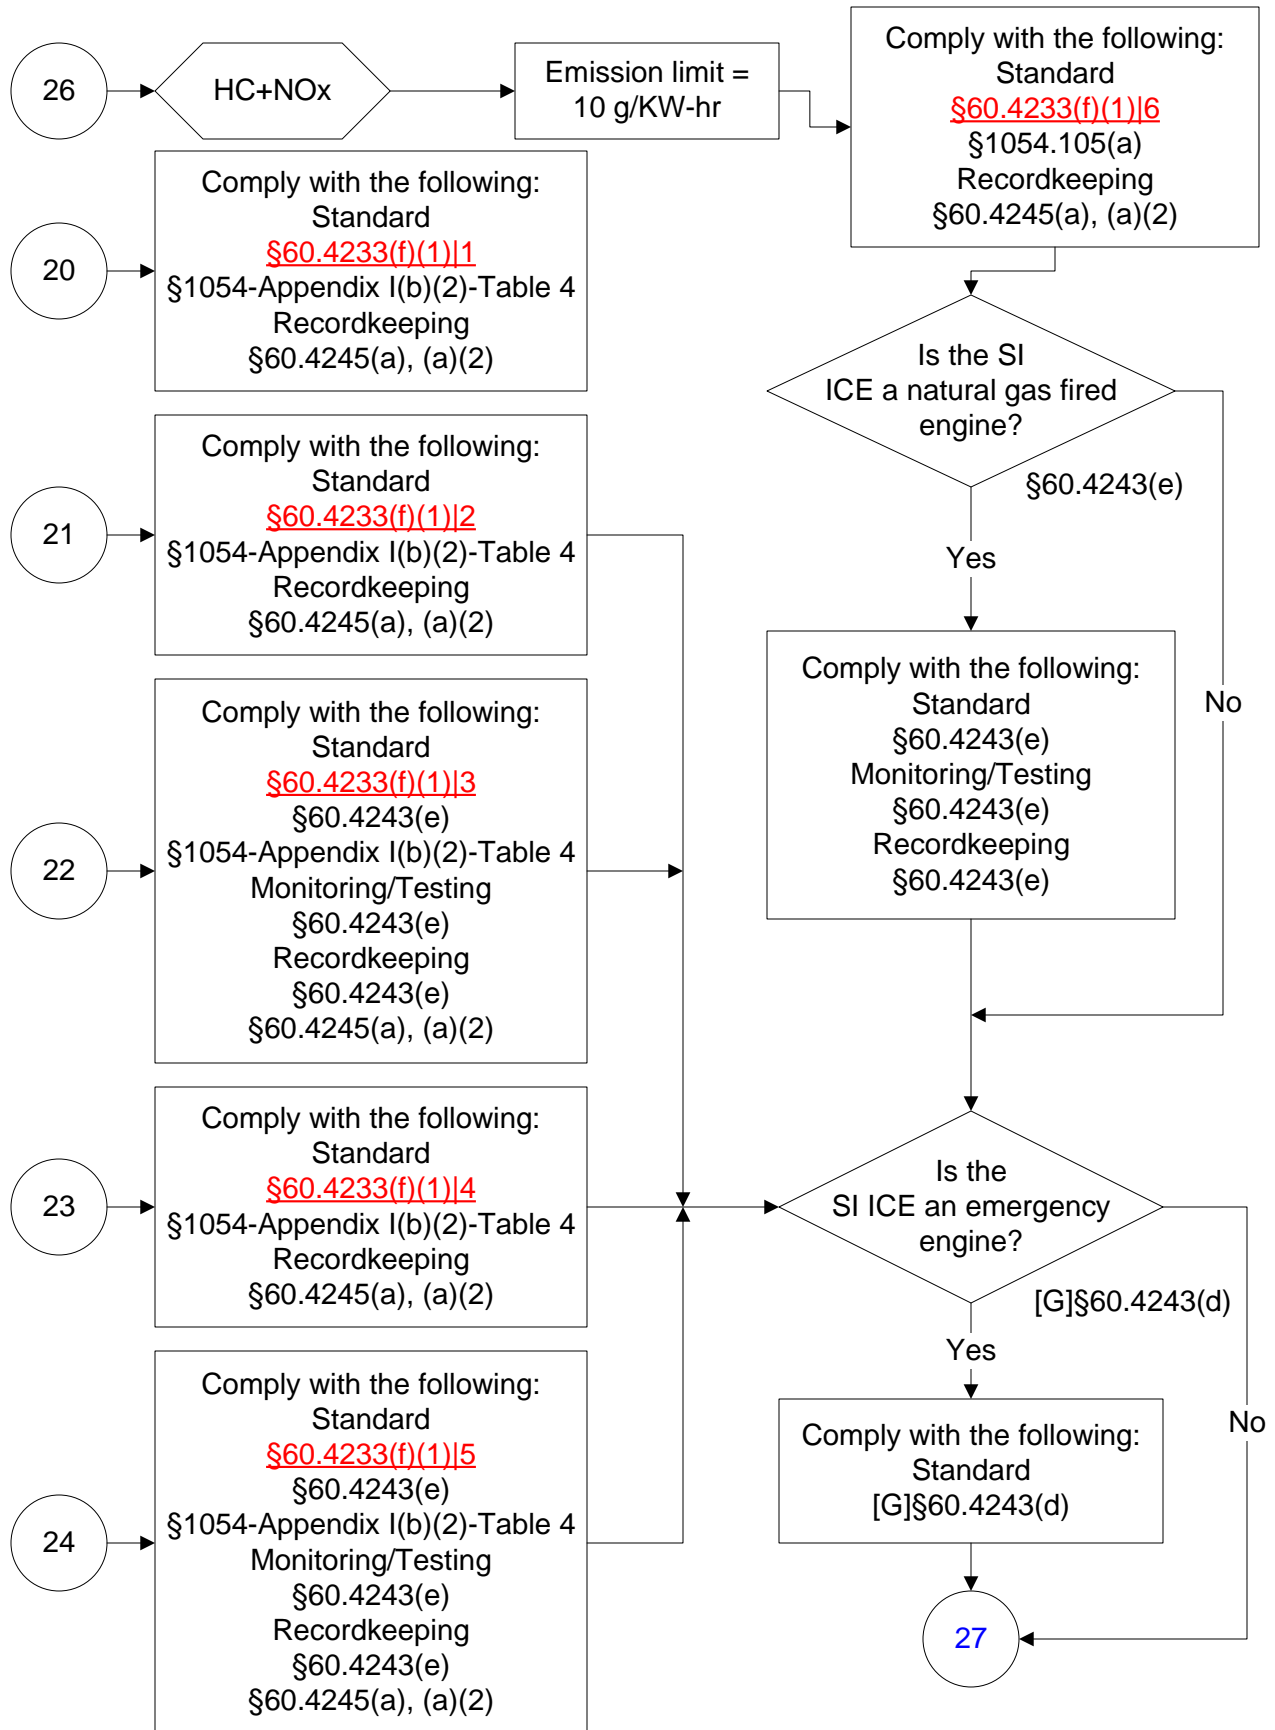 26
HC+NOx
Emission limit =
10 g/KW-hr
Comply with the following:
Standard
§60.4233(f)(1)|6
§1054.105(a)
Recordkeeping
§60.4245(a), (a)(2)
20
Comply with the following:
Standard
§60.4233(f)(1)|1
§1054-Appendix I(b)(2)-Table 4
Recordkeeping
§60.4245(a), (a)(2)
Is the SI
ICE a natural gas fired
engine?
§60.4243(e)
Yes
No
21
Comply with the following:
Standard
§60.4233(f)(1)|2
§1054-Appendix I(b)(2)-Table 4
Recordkeeping
§60.4245(a), (a)(2)
Comply with the following:
Standard
§60.4243(e)
Monitoring/Testing
§60.4243(e)
Recordkeeping
§60.4243(e)
22
Comply with the following:
Standard
§60.4233(f)(1)|3
§60.4243(e)
§1054-Appendix I(b)(2)-Table 4
Monitoring/Testing
§60.4243(e)
Recordkeeping
§60.4243(e)
§60.4245(a), (a)(2)
23
Comply with the following:
Standard
§60.4233(f)(1)|4
§1054-Appendix I(b)(2)-Table 4
Recordkeeping
§60.4245(a), (a)(2)
Is the
SI ICE an emergency
engine?
[G]§60.4243(d)
Yes
No
24
Comply with the following:
Standard
§60.4233(f)(1)|5
§60.4243(e)
§1054-Appendix I(b)(2)-Table 4
Monitoring/Testing
§60.4243(e)
Recordkeeping
§60.4243(e)
§60.4245(a), (a)(2)
Comply with the following:
Standard
[G]§60.4243(d)
27